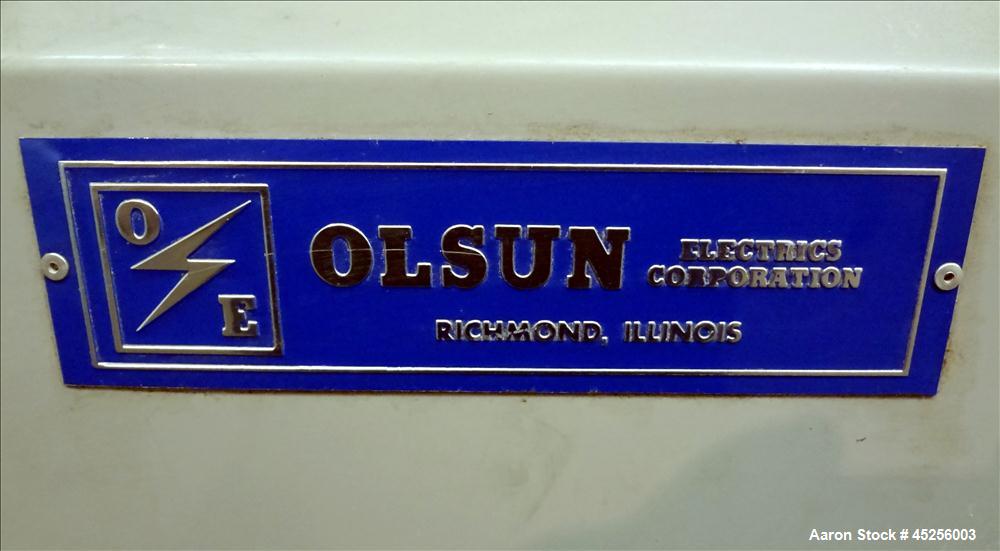 O
E
OLSUN
ELECTRICS
CORPORATION
RICHMOND, ILLINOIS
Aaron Stock # 45256003